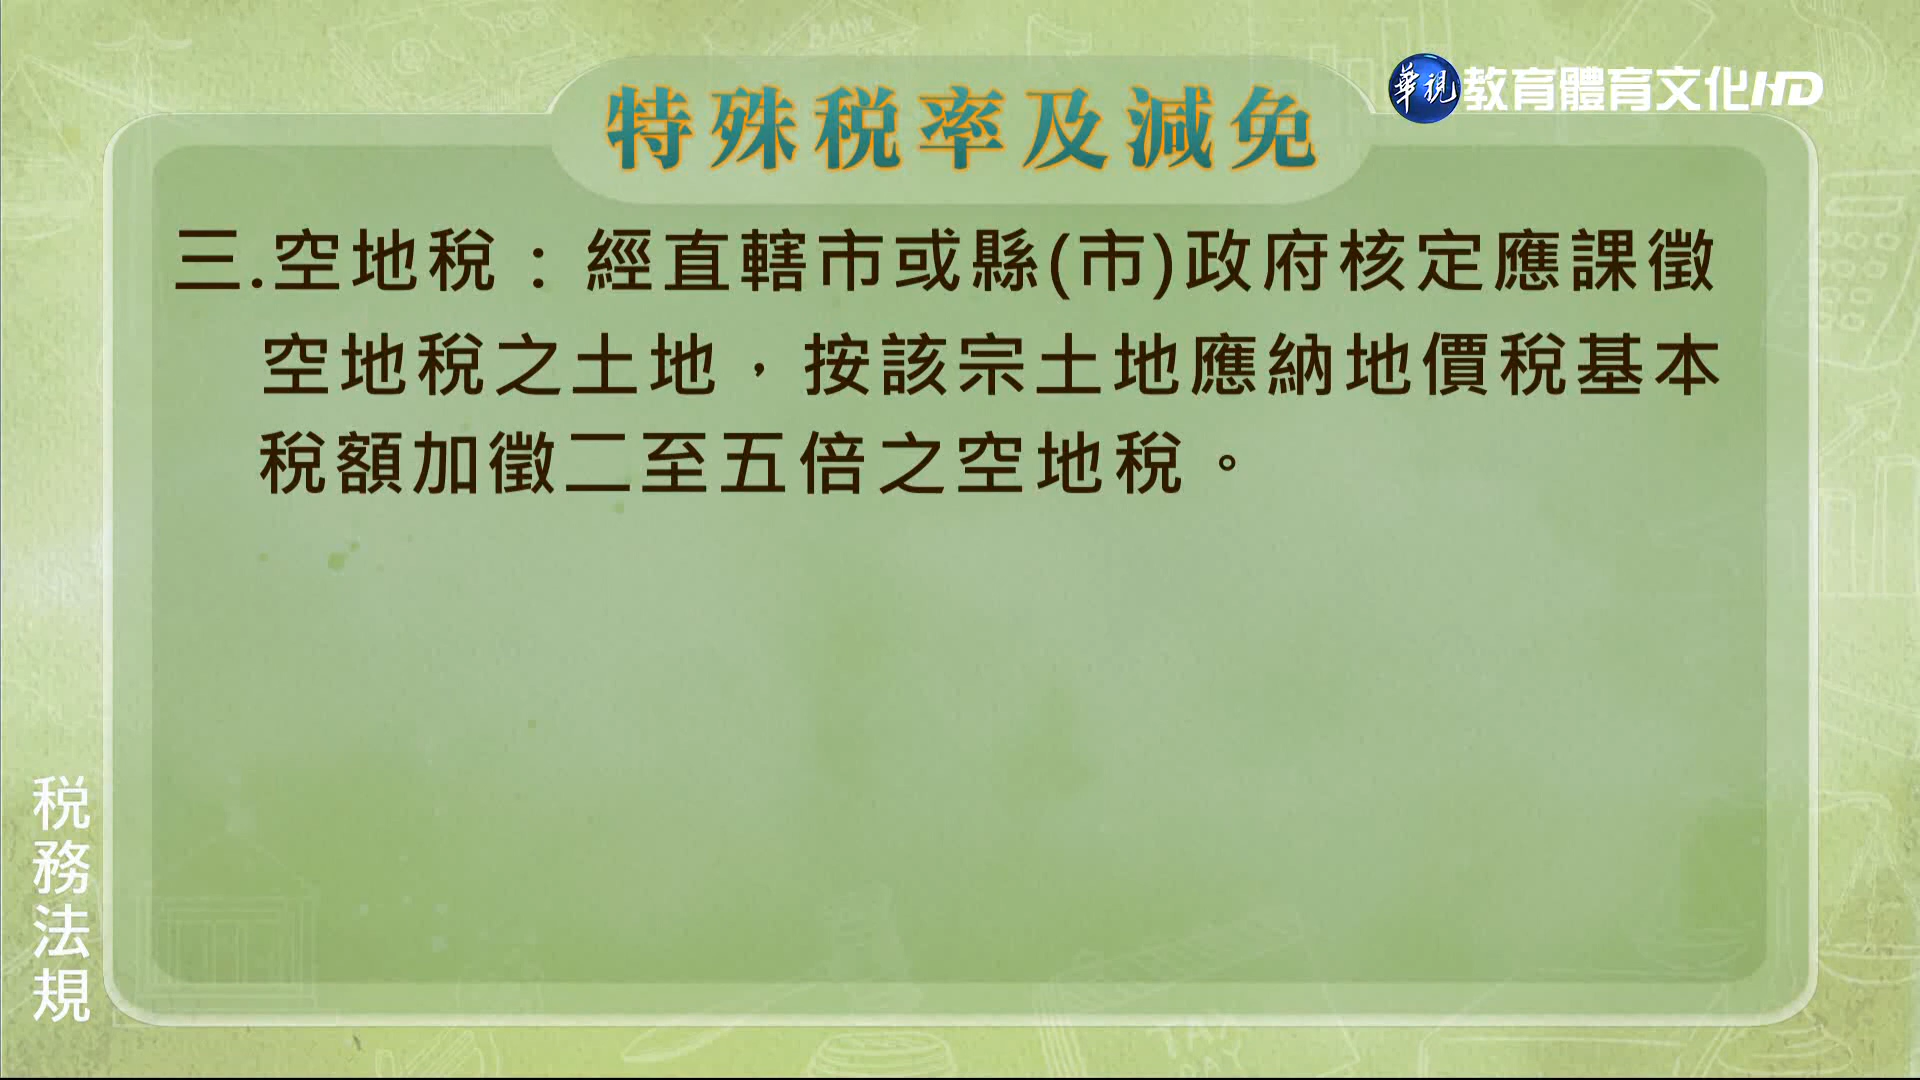 華視 教育體育文化HD
特殊稅率及減免
三.空地稅：經直轄市或縣(市)政府核定應課徵
空地稅之土地，按該宗土地應納地價稅基本
稅額加徵二至五倍之空地稅。
稅務法規
BANK
TAX
DAY